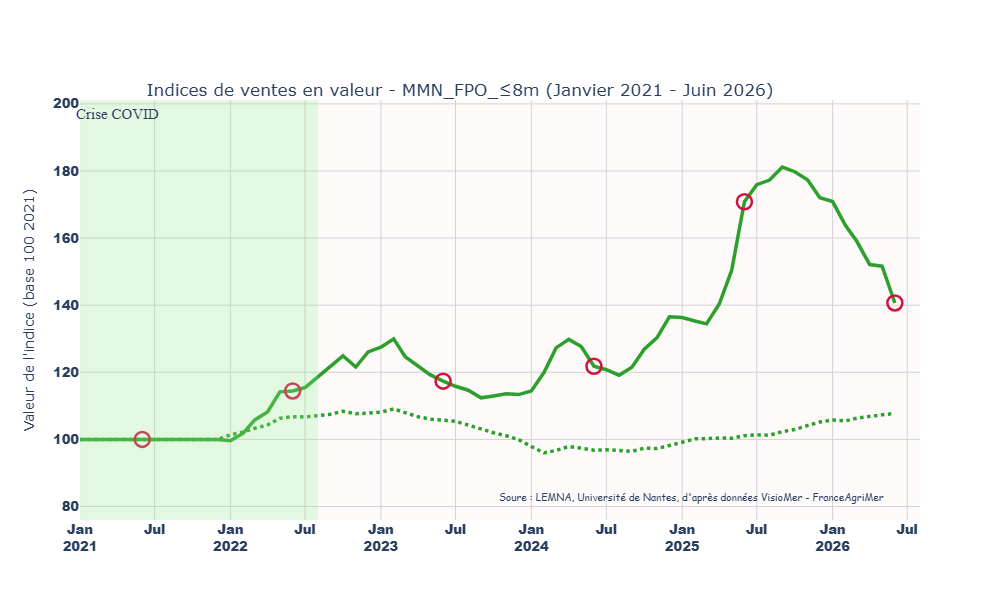 Indices de ventes en valeur - MMN_FPO_≤8m (Janvier 2021 - Juin 2026)
Crise COVID
Valeur de l'indice (base 100 2021)
200
180
160
140
120
100
80
Soure : LEMNA, Université de Nantes, d'après données VisioMer - FranceAgriMer
Jan Jul Jan Jul Jan Jul Jan Jul Jan Jul Jan Jul
2021 2022 2023 2024 2025 2026